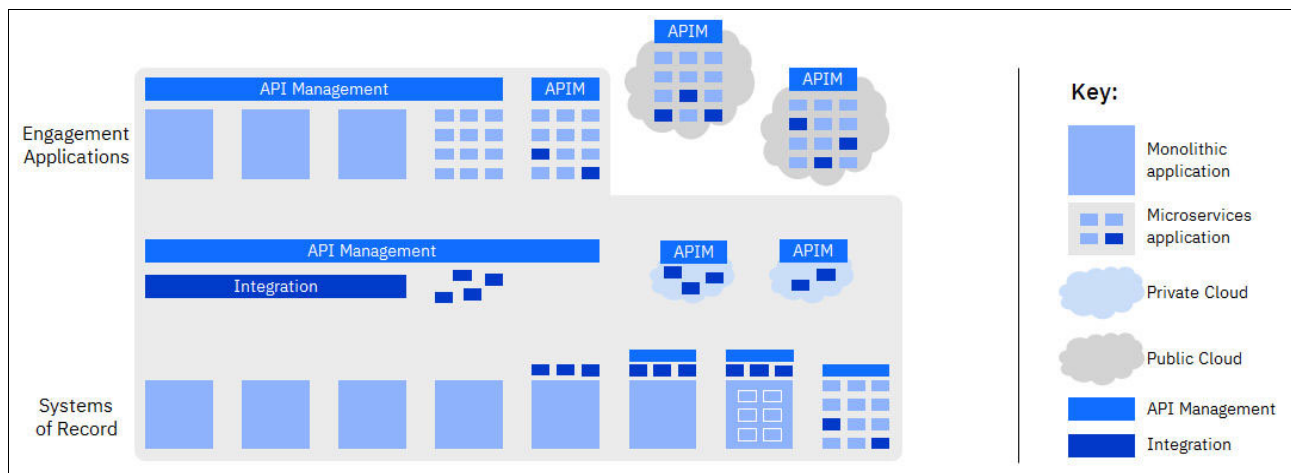 APIM
API Management
APIM
APIM
Engagement
Applications
API Management
APIM
APIM
Integration
Systems
of Record
Key:
Monolithic
application
Microservices
application
Private Cloud
Public Cloud
API Management
Integration